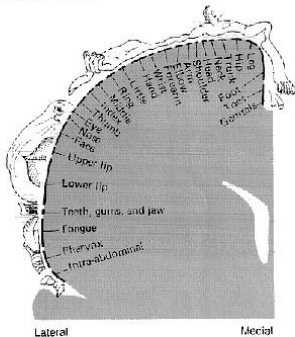 Leg
Hip
Trunk
Neck
Head
Shoulder
Arm
Elbow
Forearm
Wrist
Hand
Little
Ring
Middle
Index
Thumb
Eye
Nose
Face
Upper lip
Lower lip
Teeth, gums, and jaw
Tongue
Pharynx
Intra-abdominal
Foot
Toes
Genitals
Lateral
Medial